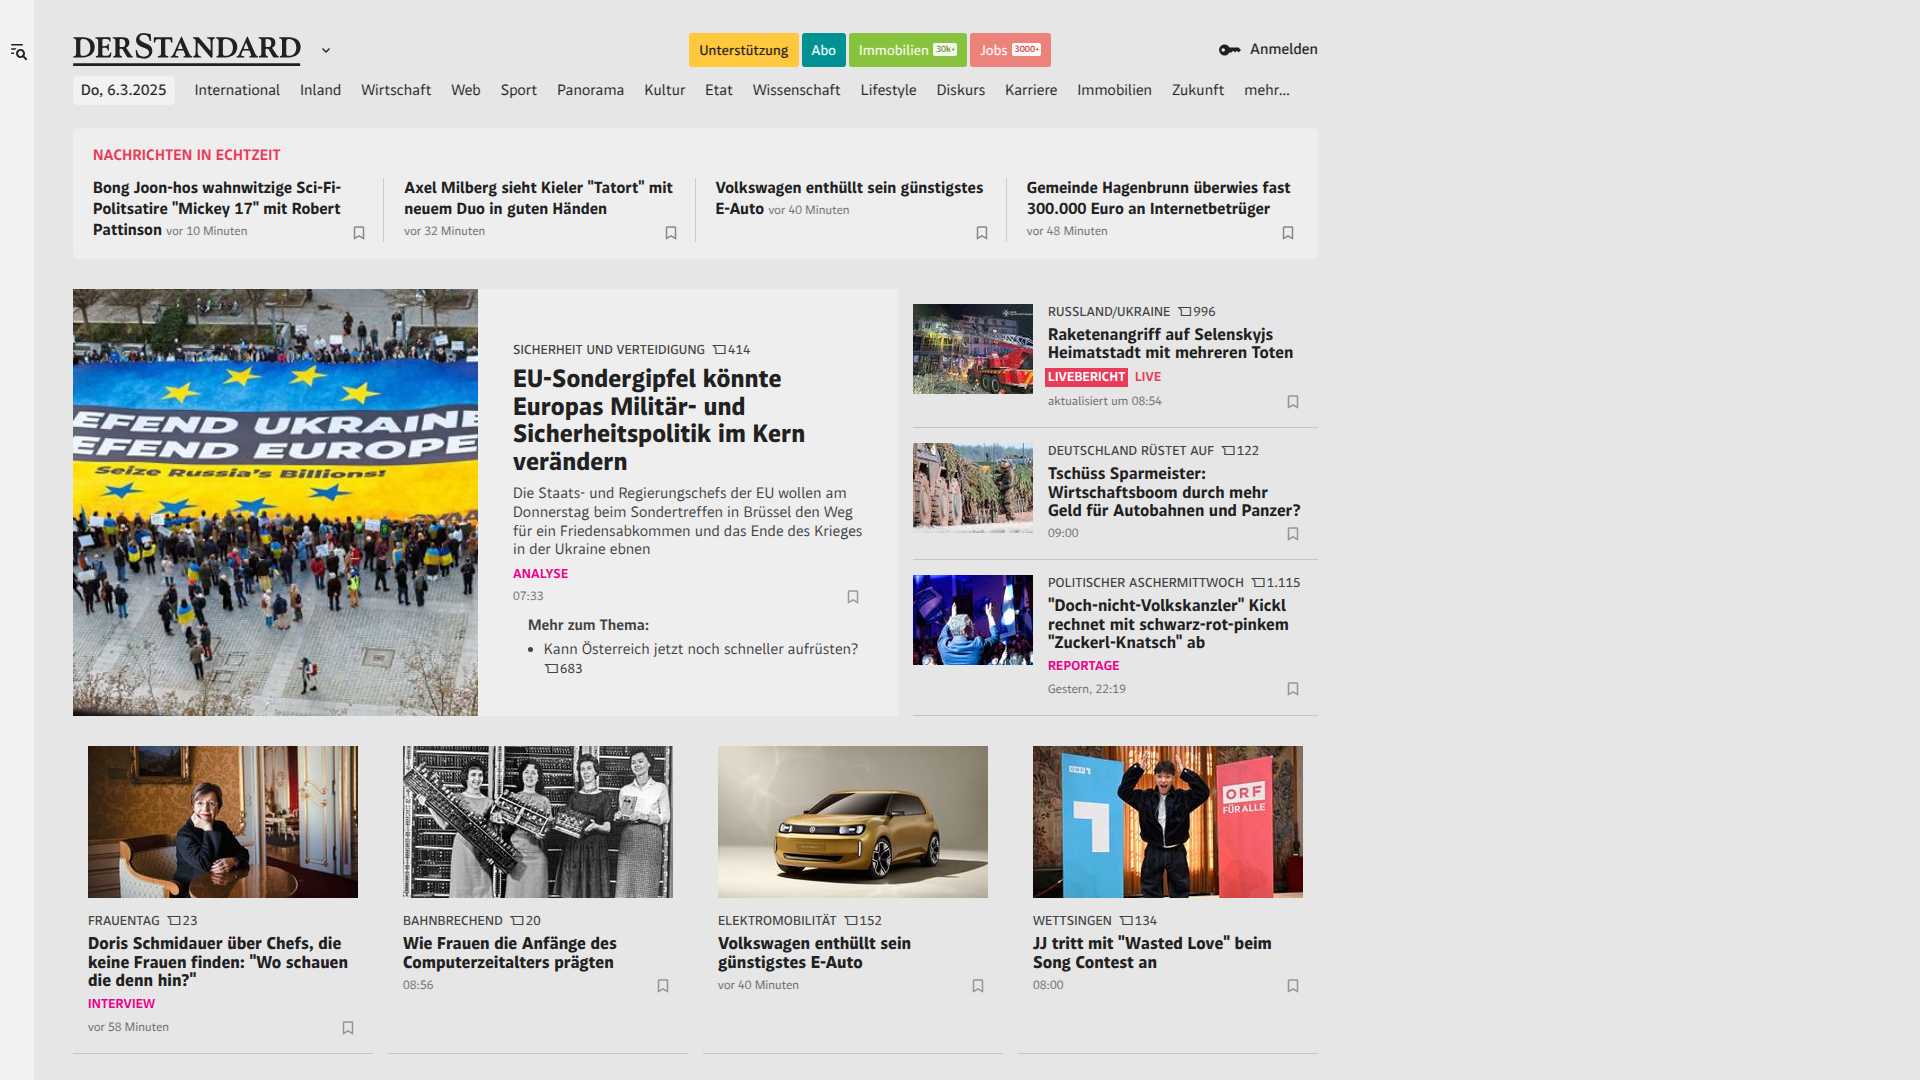 DERSTANDARD
Unterstützung
Abo
Immobilien 30k+
Jobs 3000+
Anmelden
Do, 6.3.2025
International
Inland
Wirtschaft
Web
Sport
Panorama
Kultur
Etat
Wissenschaft
Lifestyle
Diskurs
Karriere
Immobilien
Zukunft
mehr...
NACHRICHTEN IN ECHTZEIT
Bong Joon-hos wahnwitzige Sci-Fi-
Politsatire "Mickey 17" mit Robert
Pattinson vor 10 Minuten
Axel Milberg sieht Kieler "Tatort" mit
neuem Duo in guten Händen
vor 32 Minuten
Volkswagen enthüllt sein günstigstes
E-Auto vor 40 Minuten
Gemeinde Hagenbrunn überwies fast
300.000 Euro an Internetbetrüger
vor 48 Minuten
EFEND UKRAINE
EFEND EUROPE
Seize Russia's Billions!
SICHERHEIT UND VERTEIDIGUNG 414
EU-Sondergipfel könnte
Europas Militär- und
Sicherheitspolitik im Kern
verändern
Die Staats- und Regierungschefs der EU wollen am
Donnerstag beim Sondertreffen in Brüssel den Weg
für ein Friedensabkommen und das Ende des Krieges
in der Ukraine ebnen
ANALYSE
07:33
Mehr zum Thema:
• Kann Österreich jetzt noch schneller aufrüsten?
683
RUSSLAND/UKRAINE 996
Raketenangriff auf Selenskyjs
Heimatstadt mit mehreren Toten
LIVEBERICHT LIVE
aktualisiert um 08:54
DEUTSCHLAND RÜSTET AUF 122
Tschüss Sparmeister:
Wirtschaftsboom durch mehr
Geld für Autobahnen und Panzer?
09:00
POLITISCHER ASCHERMITTWOCH 1.115
"Doch-nicht-Volkskanzler" Kickl
rechnet mit schwarz-rot-pinkem
"Zuckerl-Knatsch" ab
REPORTAGE
Gestern, 22:19
FRAUENTAG 23
Doris Schmidauer über Chefs, die
keine Frauen finden: "Wo schauen
die denn hin?"
INTERVIEW
vor 58 Minuten
BAHNBRECHEND 20
Wie Frauen die Anfänge des
Computerzeitalters prägten
08:56
ELEKTROMOBILITÄT 152
Volkswagen enthüllt sein
günstigstes E-Auto
vor 40 Minuten
ORF 1
1
ORF
FÜR ALLE
WETTSINGEN 134
JJ tritt mit "Wasted Love" beim
Song Contest an
08:00